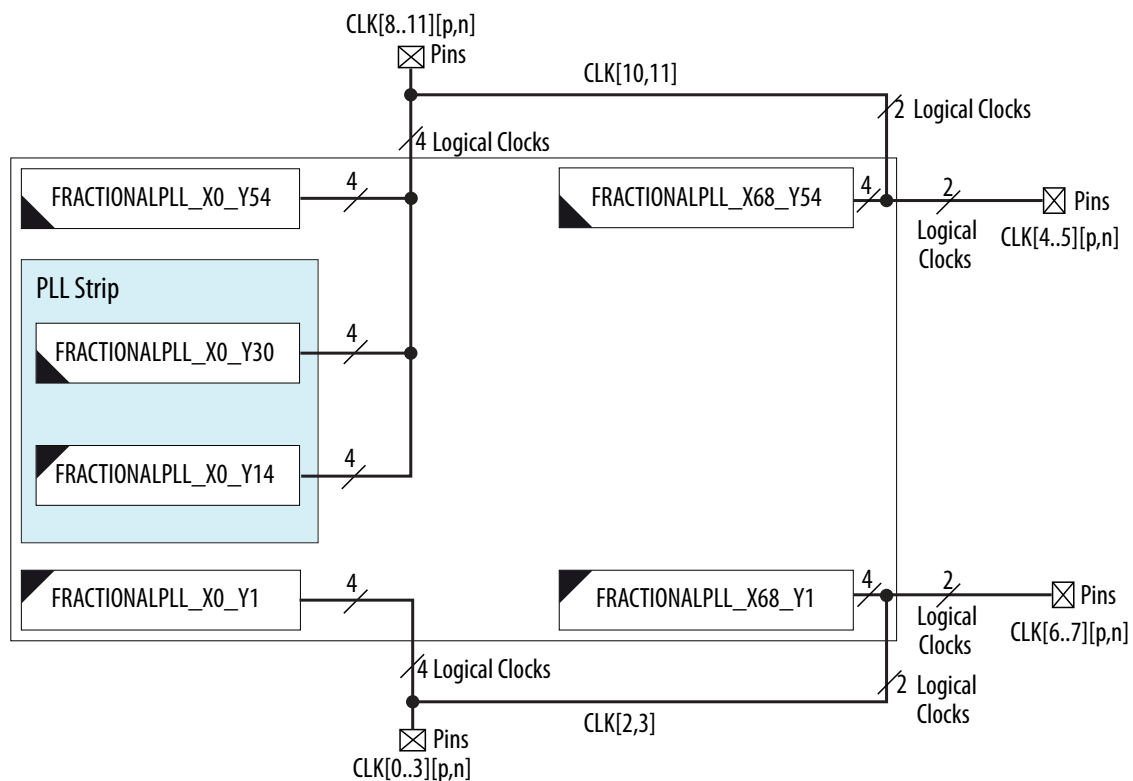 CLK[8..11][p,n]
Pins
CLK[10,11]
2 Logical Clocks
4 Logical Clocks
FRACTIONALPLL_X0_Y54
4
FRACTIONALPLL_X68_Y54
4
2
Pins
Logical
Clocks
CLK[4..5][p,n]
PLL Strip
FRACTIONALPLL_X0_Y30
4
FRACTIONALPLL_X0_Y14
4
FRACTIONALPLL_X0_Y1
4
FRACTIONALPLL_X68_Y1
4
2
Pins
Logical
Clocks
CLK[6..7][p,n]
4 Logical Clocks
2 Logical
Clocks
CLK[2,3]
Pins
CLK[0..3][p,n]